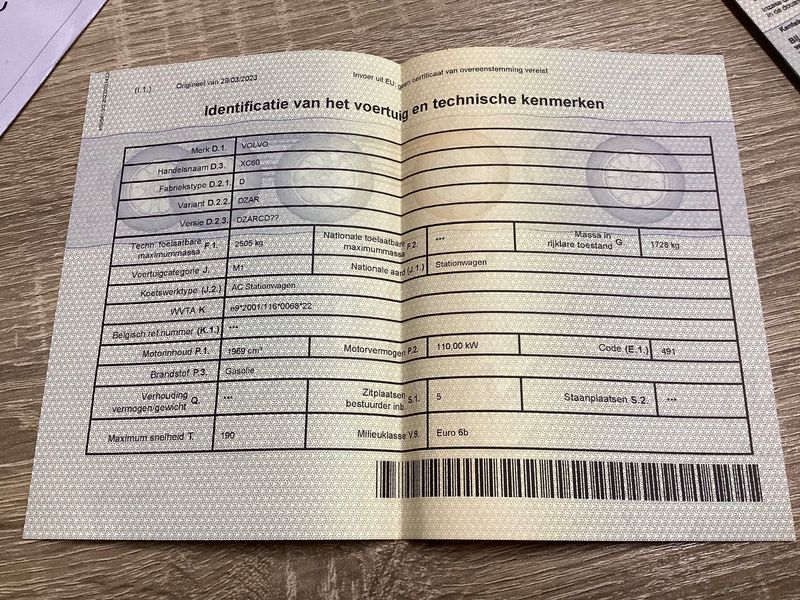 (I.1.) Origineel van 29/03/2023 Invoer uit EU: geen certificaat van overeenstemming vereist
Identificatie van het voertuig en technische kenmerken
Merk D.1. VOLVO
Handelsnaam D.3. XC60
Fabriekstype D.2.1. D
Variant D.2.2. DZAR
Versie D.2.3. DZARCD??
Techn. toelaatbare maximummassa F.1. 2505 kg Nationale toelaatbare maximummassa F.2. *** Massa in rijklare toestand G 1728 kg
Voertuigcategorie J. M1 Nationale aard (J.1.) Stationwagen
Koetswerktype (J.2.) AC Stationwagen
WVTA K. e9*2001/116*0068*22
Belgisch ref.nummer (K.1.) ***
Motorinhoud P.1. 1969 cm³ Motorvermogen P.2. 110,00 kW Code (E.1.) 491
Brandstof P.3. Gasolie
Verhouding vermogen/gewicht Q. *** Zitplaatsen bestuurder inb. S.1. 5 Staanplaatsen S.2. ***
Maximum snelheid T. 190 Milieuklasse V.9. Euro 6b